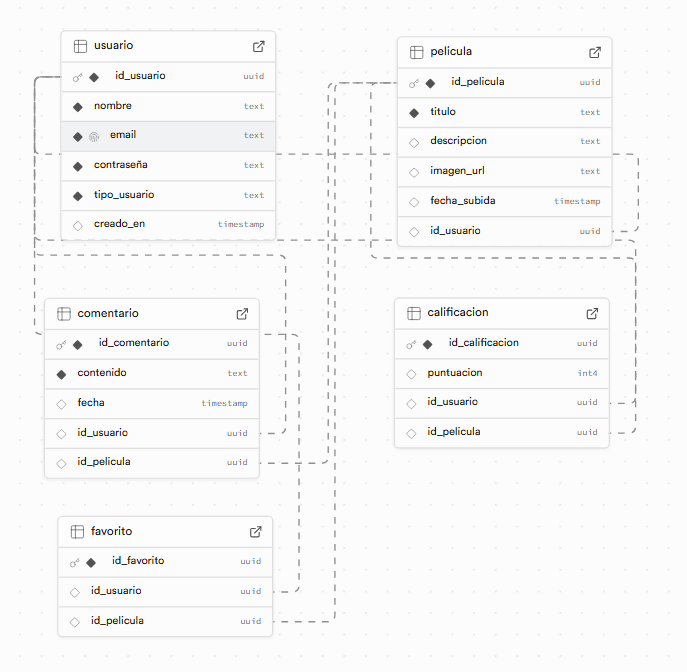 usuario
id_usuario uuid
nombre text
email text
contraseña text
tipo_usuario text
creado_en timestamp
pelicula
id_pelicula uuid
titulo text
descripcion text
imagen_url text
fecha_subida timestamp
id_usuario uuid
comentario
id_comentario uuid
contenido text
fecha timestamp
id_usuario uuid
id_pelicula uuid
calificacion
id_calificacion uuid
puntuacion int4
id_usuario uuid
id_pelicula uuid
favorito
id_favorito uuid
id_usuario uuid
id_pelicula uuid